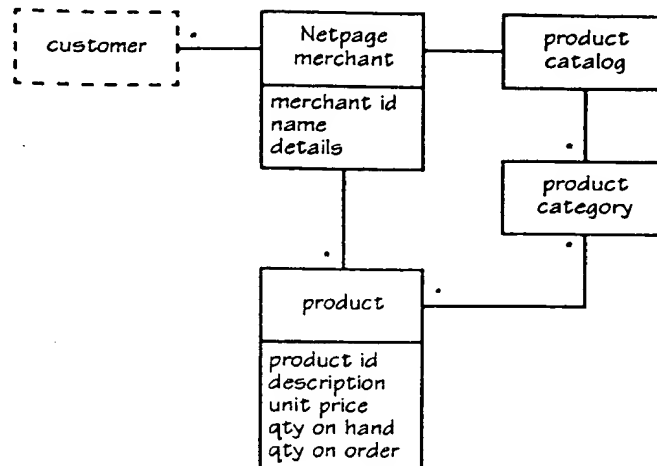 customer
Netpage
merchant
merchant id
name
details
product
catalog
product
category
product
product id
description
unit price
qty on hand
qty on order